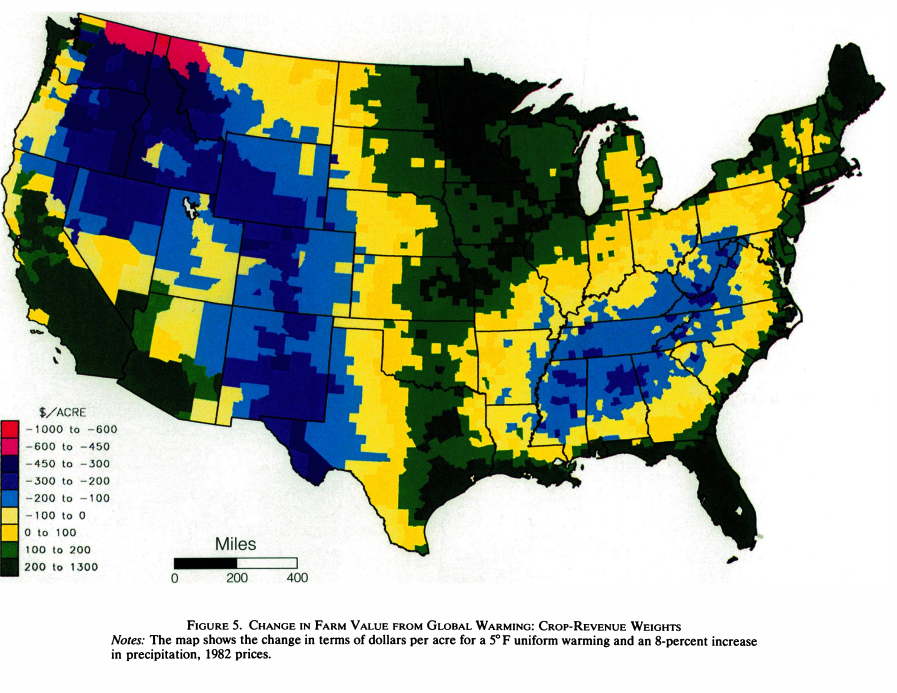 $/ACRE
-1000 to -600
-600 to -450
-450 to -300
-300 to -200
-200 to -100
-100 to 0
0 to 100
100 to 200
200 to 1300
Miles
0 200 400
FIGURE 5. CHANGE IN FARM VALUE FROM GLOBAL WARMING: CROP-REVENUE WEIGHTS
Notes: The map shows the change in terms of dollars per acre for a 5° F uniform warming and an 8-percent increase
in precipitation, 1982 prices.